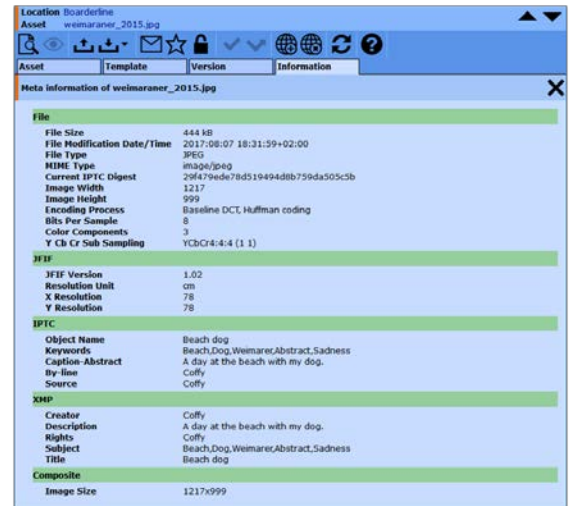 Location Boarderline
Asset weimaraner_2015.jpg
Asset Template Version Information
Meta information of weimaraner_2015.jpg
File
File Size 444 kB
File Modification Date/Time 2017:08:07 18:31:59+02:00
File Type JPEG
MIME Type image/jpeg
Current IPTC Digest 29f479ede78d519494d8b759da505c5b
Image Width 1217
Image Height 999
Encoding Process Baseline DCT, Huffman coding
Bits Per Sample 8
Color Components 3
Y Cb Cr Sub Sampling YCbCr4:4:4 (1 1)
JFIF
JFIF Version 1.02
Resolution Unit cm
X Resolution 78
Y Resolution 78
IPTC
Object Name Beach dog
Keywords Beach,Dog,Weimarer,Abstract,Sadness
Caption-Abstract A day at the beach with my dog.
By-line Coffy
Source Coffy
XMP
Creator Coffy
Description A day at the beach with my dog.
Rights Coffy
Subject Beach,Dog,Weimarer,Abstract,Sadness
Title Beach dog
Composite
Image Size 1217x999